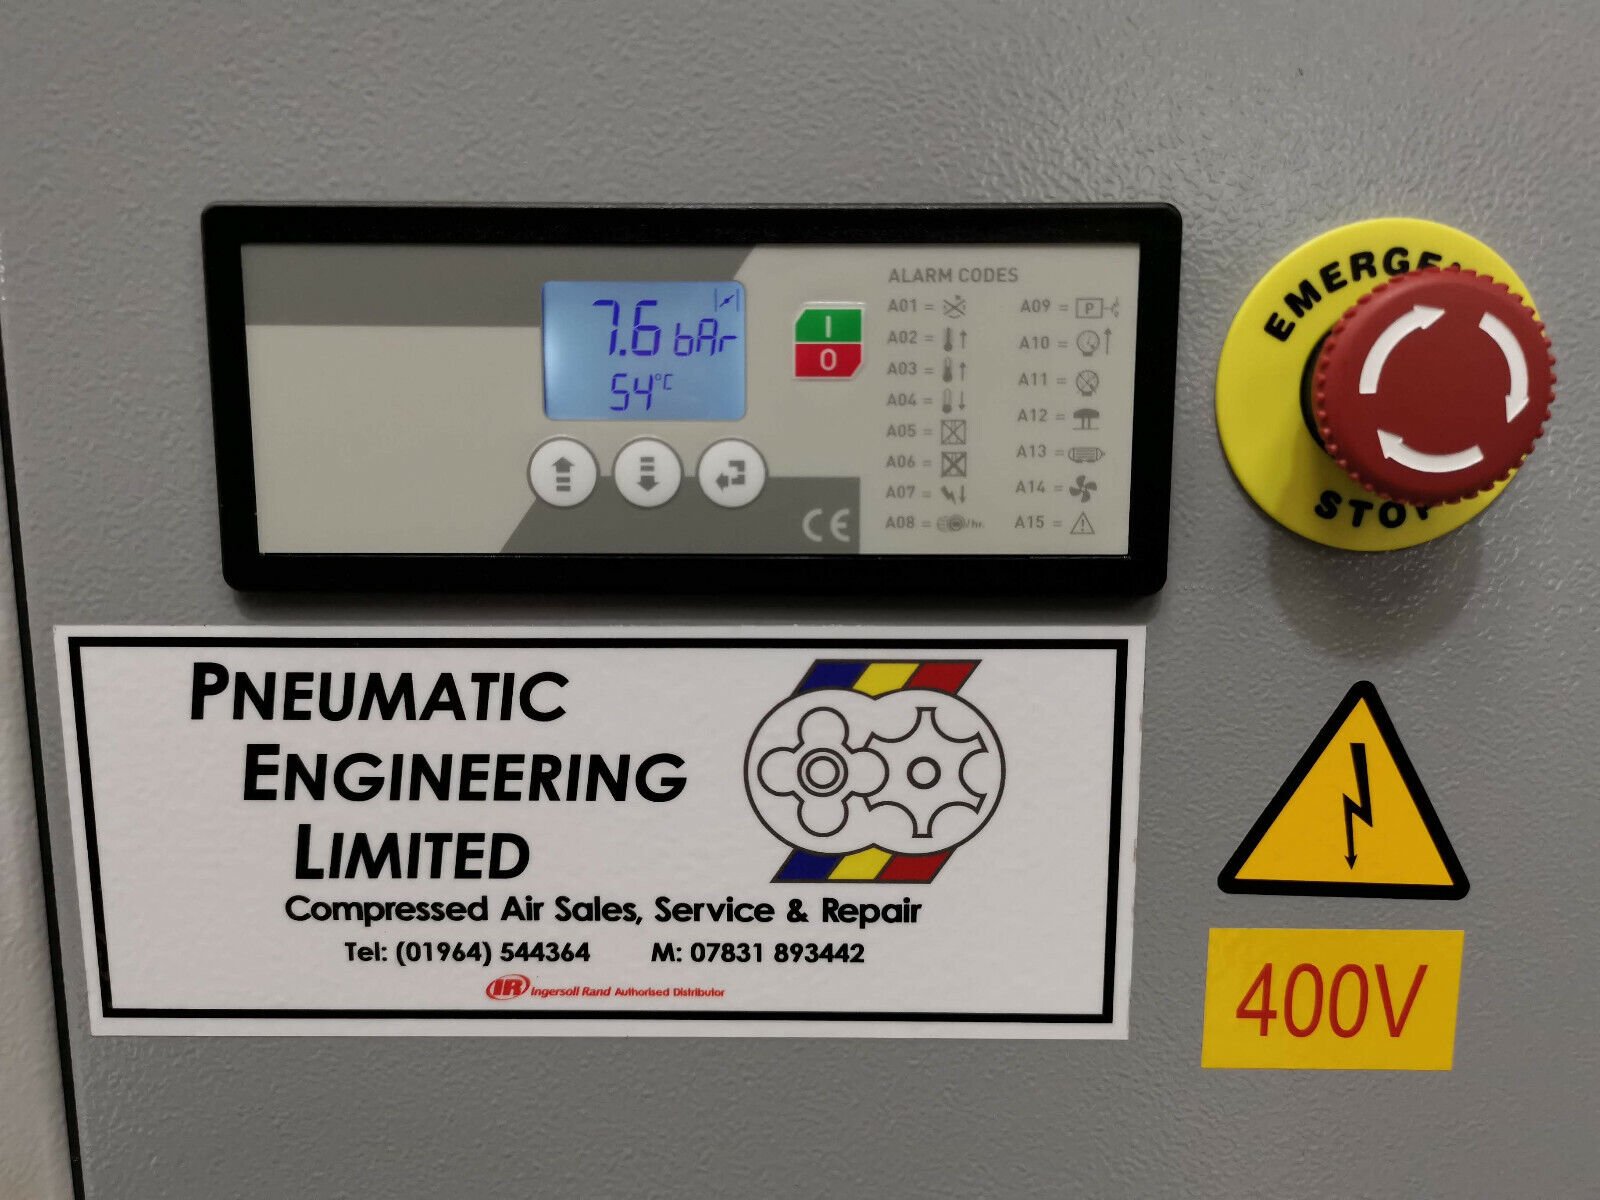 7.6 bAr
54°C
I
O
CE
ALARM CODES
A01 =
A02 =
A03 =
A04 =
A05 =
A06 =
A07 =
A08 = /hr.
A09 = P
A10 =
A11 =
A12 =
A13 =
A14 =
A15 =
EMERGE
STOP
PNEUMATIC
ENGINEERING
LIMITED
Compressed Air Sales, Service & Repair
Tel: (01964) 544364 M: 07831 893442
IR Ingersoll Rand Authorised Distributor
400V